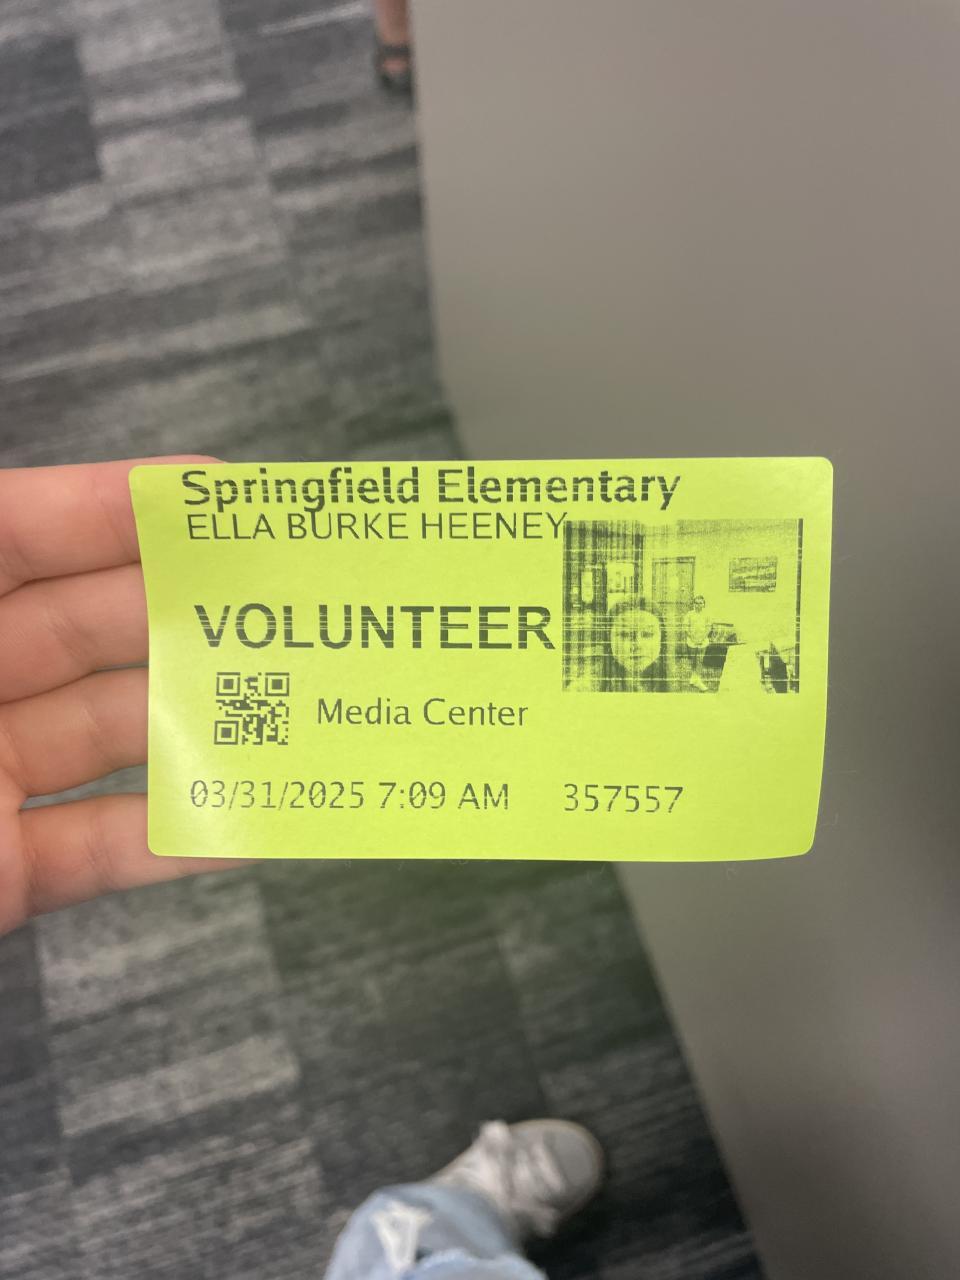 Springfield Elementary
ELLA BURKE HEENEY
VOLUNTEER
Media Center
03/31/2025 7:09 AM 357557